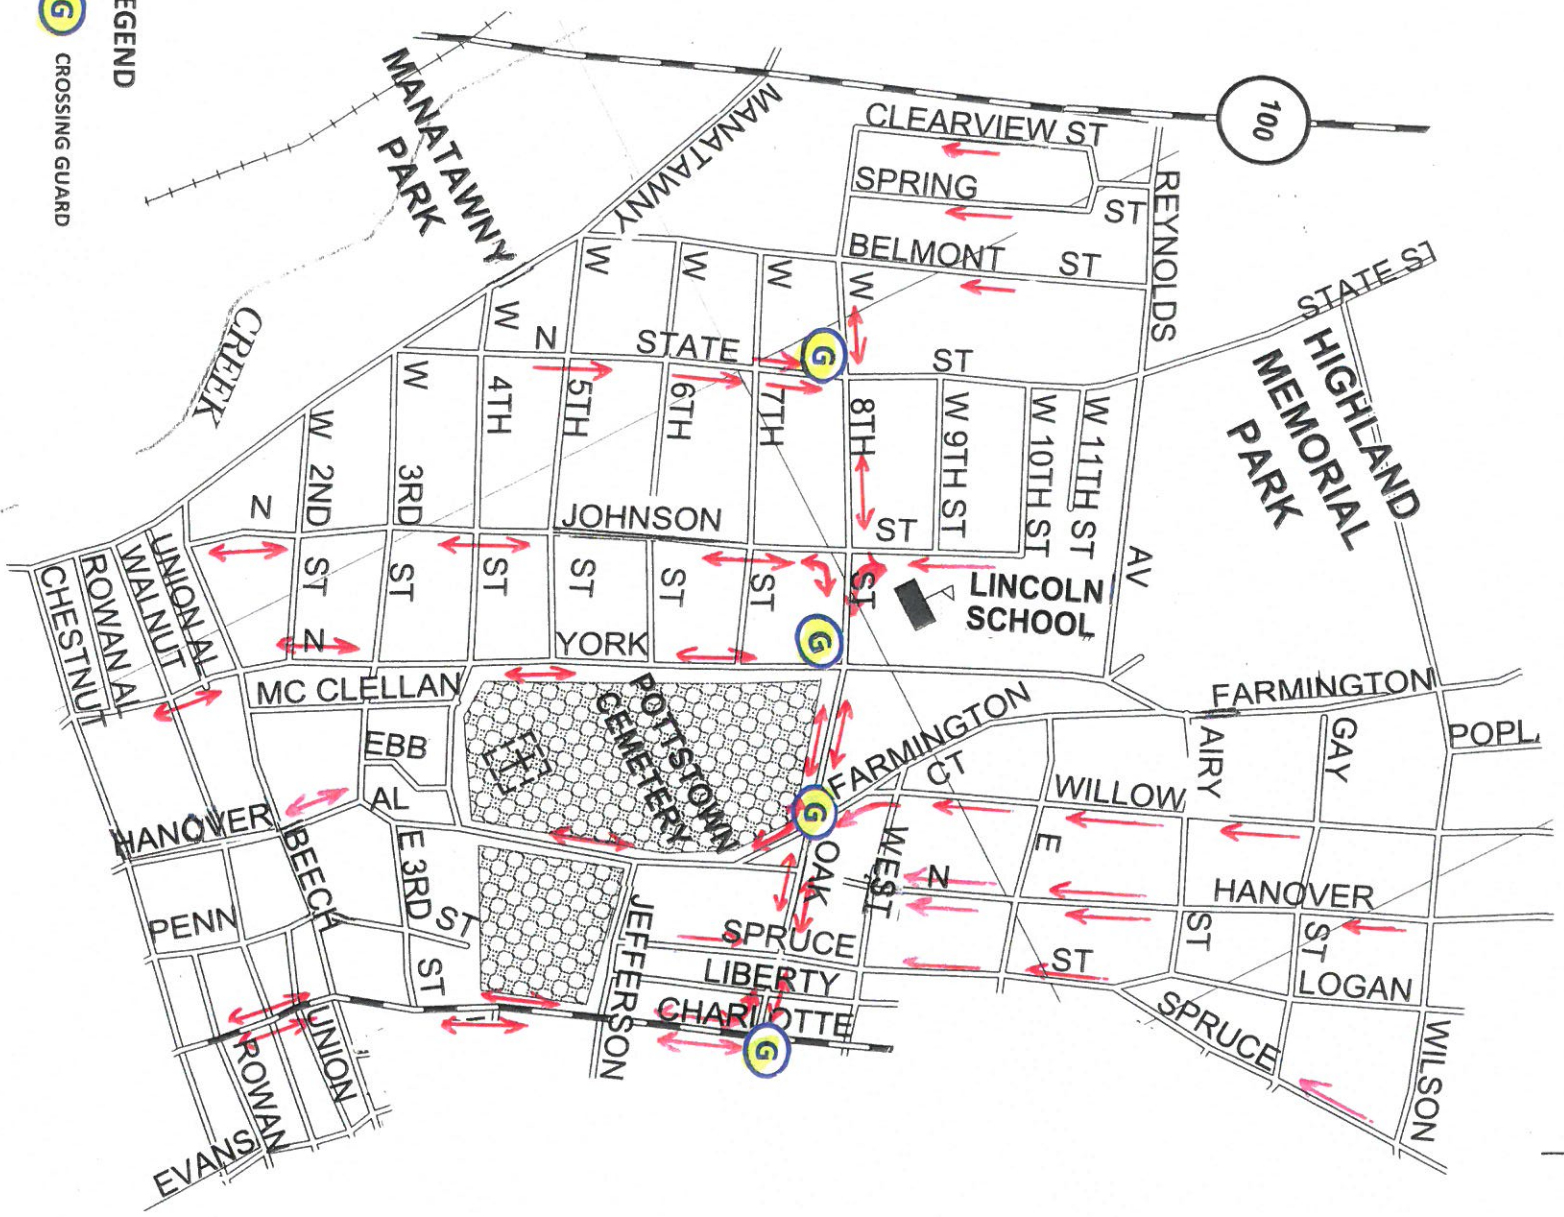 EGEND
G CROSSING GUARD
100
MANATAWNY
PARK
MANATAWNY
CREEK
CLEARVIEW ST
SPRING
ST
REYNOLDS
AV
BELMONT ST
STATE ST
HIGHLAND
MEMORIAL
PARK
W
W
W
W
W
N STATE ST
G
W
4TH
5TH
6TH
7TH
8TH
W 9TH ST
W 10TH ST
W 11TH ST
W 2ND
3RD
N
JOHNSON ST
ST
ST
ST
ST
ST
ST
ST
LINCOLN
SCHOOL
UNION AL
WALNUT
ROWAN AL
CHESTNUT
N
YORK
G
MC CLELLAN
POTTSTOWN
CEMETERY
FARMINGTON
FARMINGTON
EBB
AL
G
CT
WILLOW
AIRY
GAY
POPL
HANOVER
BEECH
E 3RD
ST
ST
OAK
WEST
E
N
HANOVER
ST
ST
ST
PENN
JEFFERSON
SPRUCE
LIBERTY
CHARLOTTE
G
LOGAN
SPRUCE
WILSON
UNION
ROWAN
EVANS